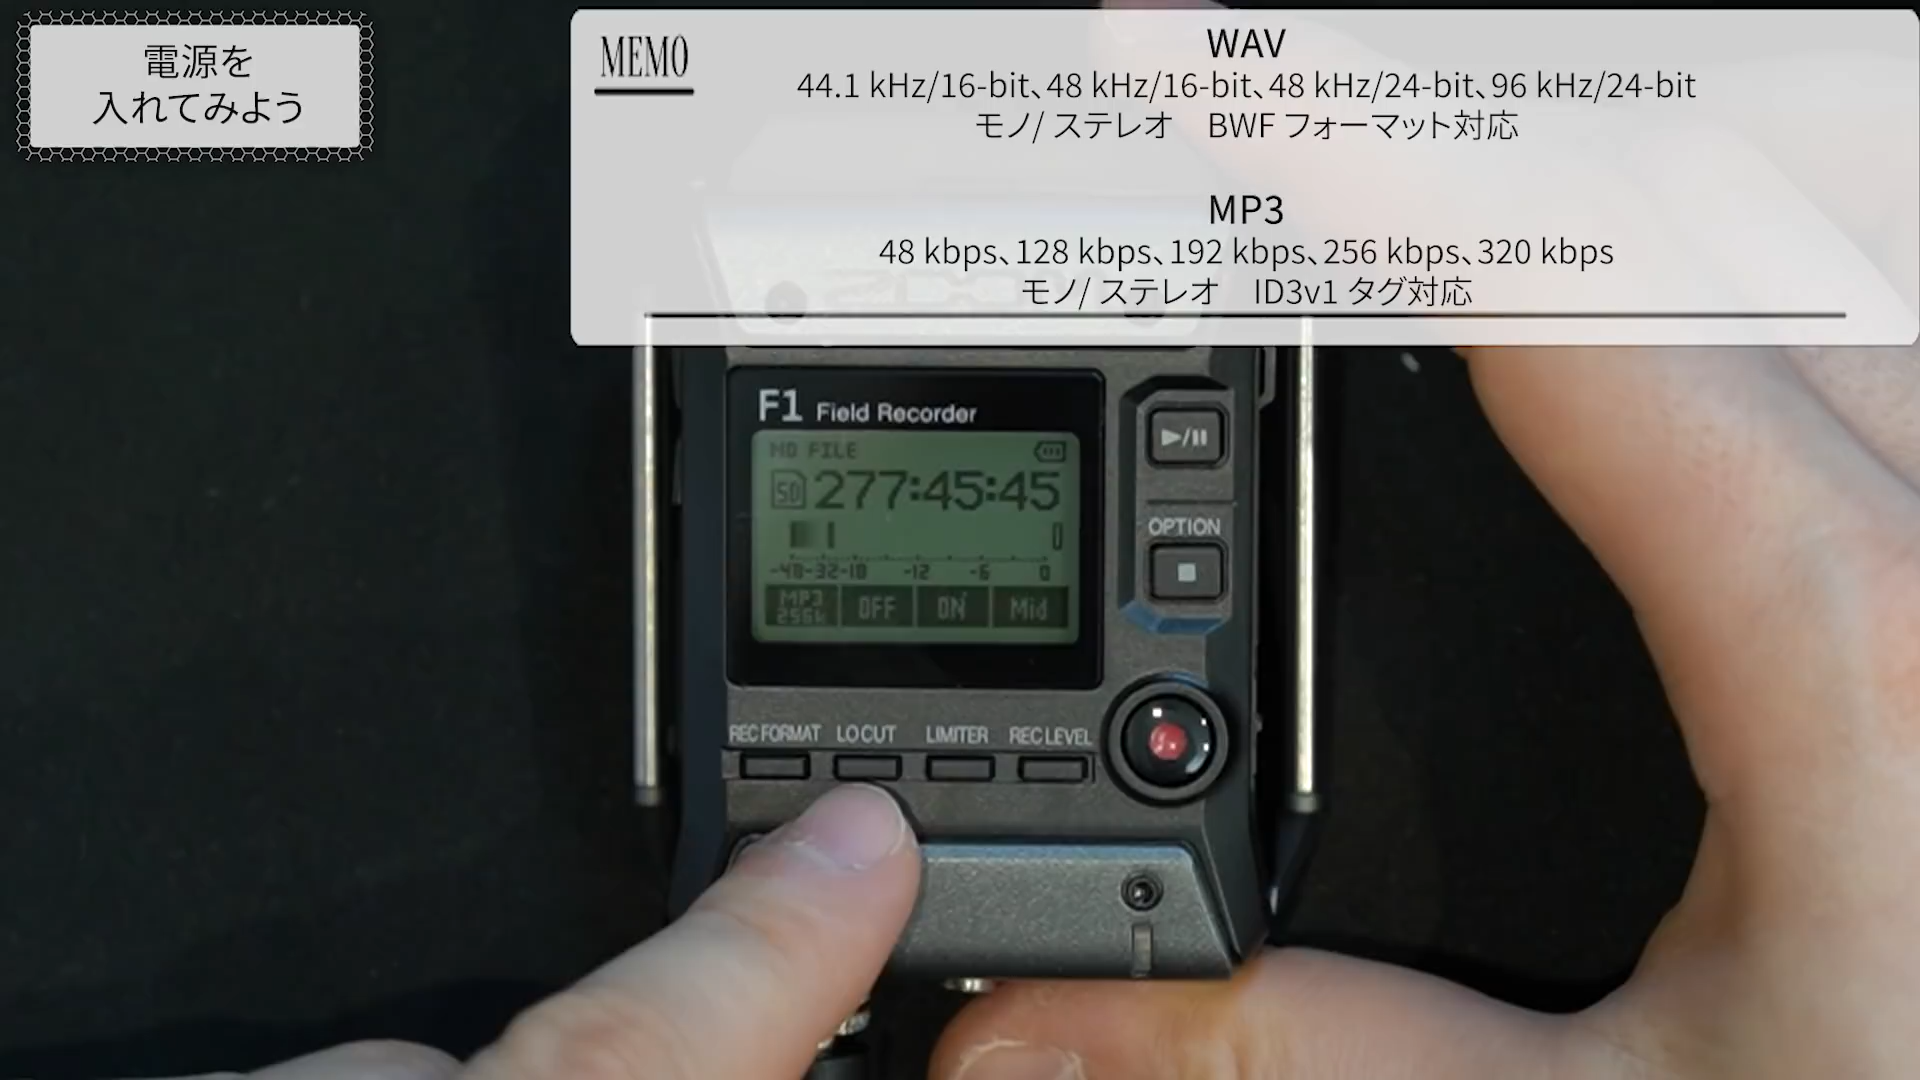 電源を
入れてみよう
MEMO
WAV
44.1 kHz/16-bit、48 kHz/16-bit、48 kHz/24-bit、96 kHz/24-bit
モノ/ ステレオ　BWF フォーマット対応
MP3
48 kbps、128 kbps、192 kbps、256 kbps、320 kbps
モノ/ ステレオ　ID3v1 タグ対応
F1 Field Recorder
NO FILE
SD 277:45:45
-48 -32 -18 -12 -6 0
MP3 OFF ON Mid
256k
OPTION
REC FORMAT LO CUT LIMITER REC LEVEL